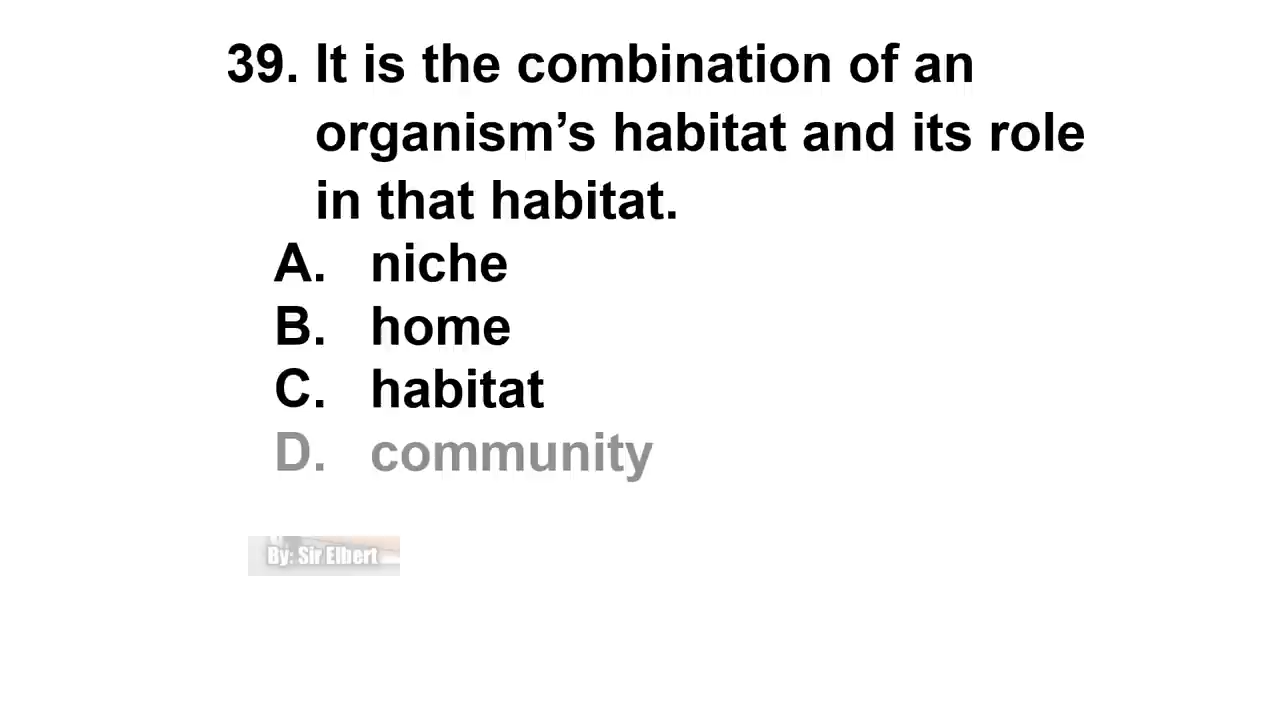 39. It is the combination of an
organism’s habitat and its role
in that habitat.
A. niche
B. home
C. habitat
D. community
By: Sir Elbert